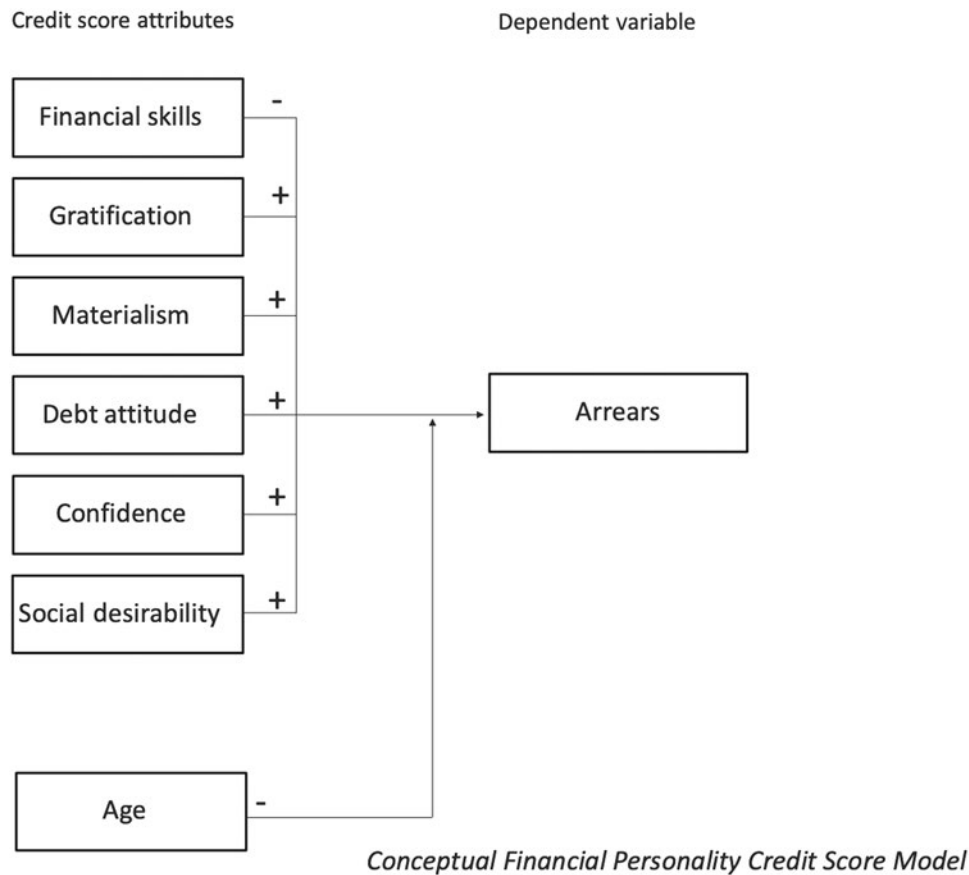 Credit score attributes
Dependent variable
Financial skills
-
Gratification
+
Materialism
+
Debt attitude
+
Arrears
Confidence
+
Social desirability
+
Age
-
Conceptual Financial Personality Credit Score Model